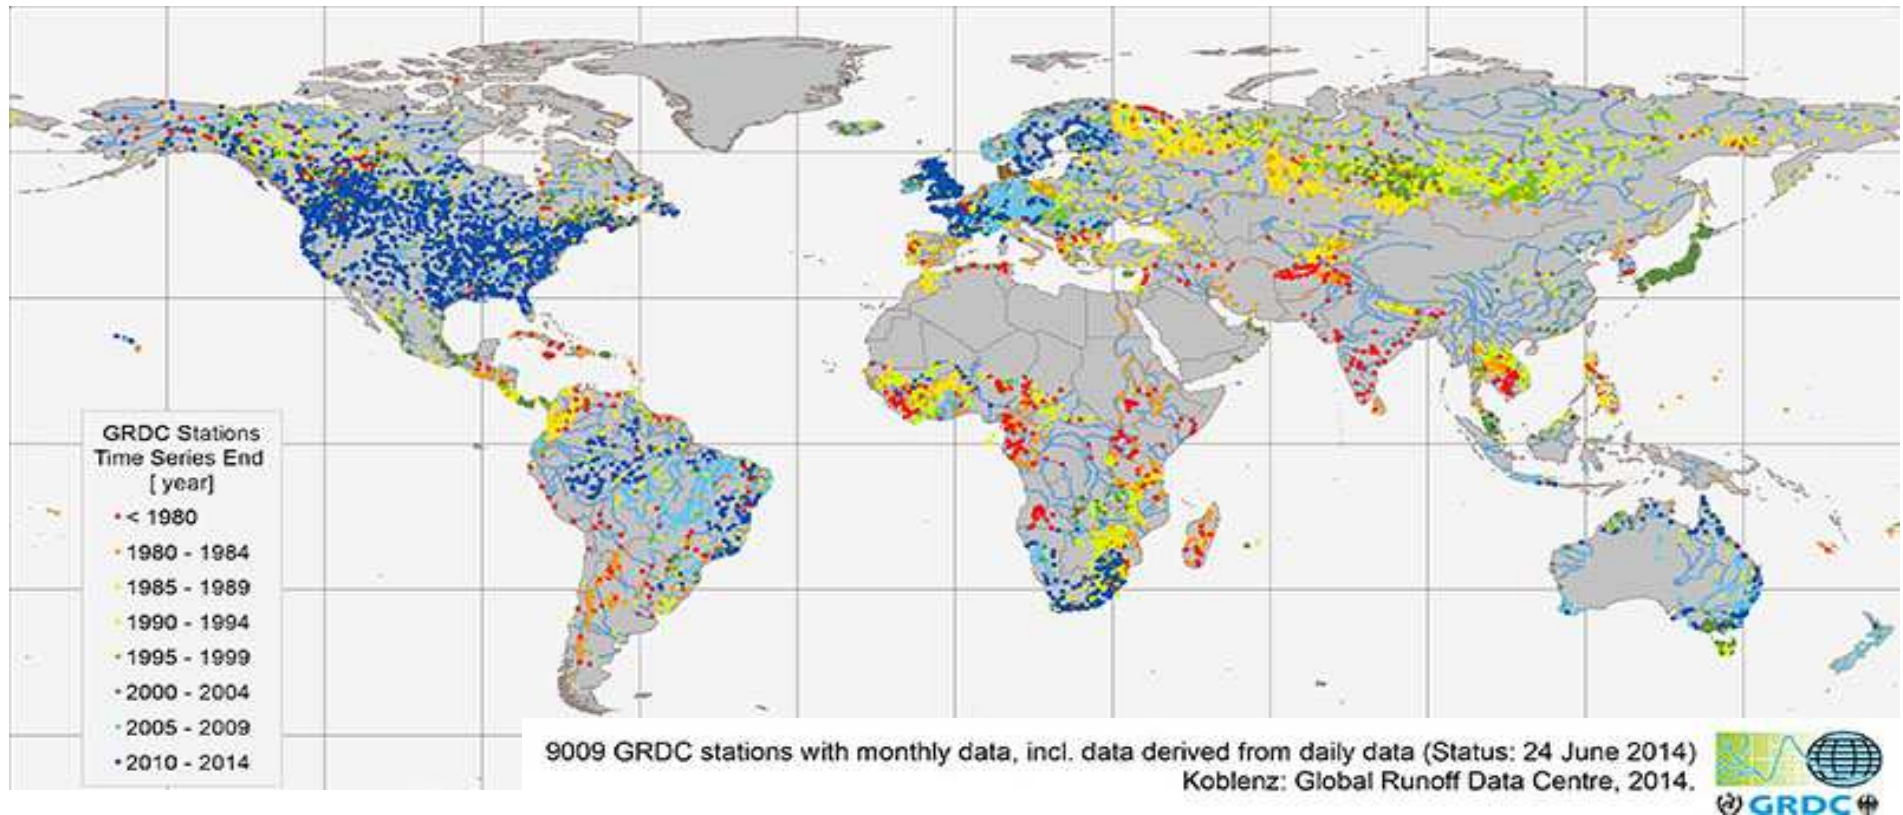 GRDC Stations
Time Series End
[ year]
< 1980
1980 - 1984
1985 - 1989
1990 - 1994
1995 - 1999
2000 - 2004
2005 - 2009
2010 - 2014
9009 GRDC stations with monthly data, incl. data derived from daily data (Status: 24 June 2014)
Koblenz: Global Runoff Data Centre, 2014.
GRDC